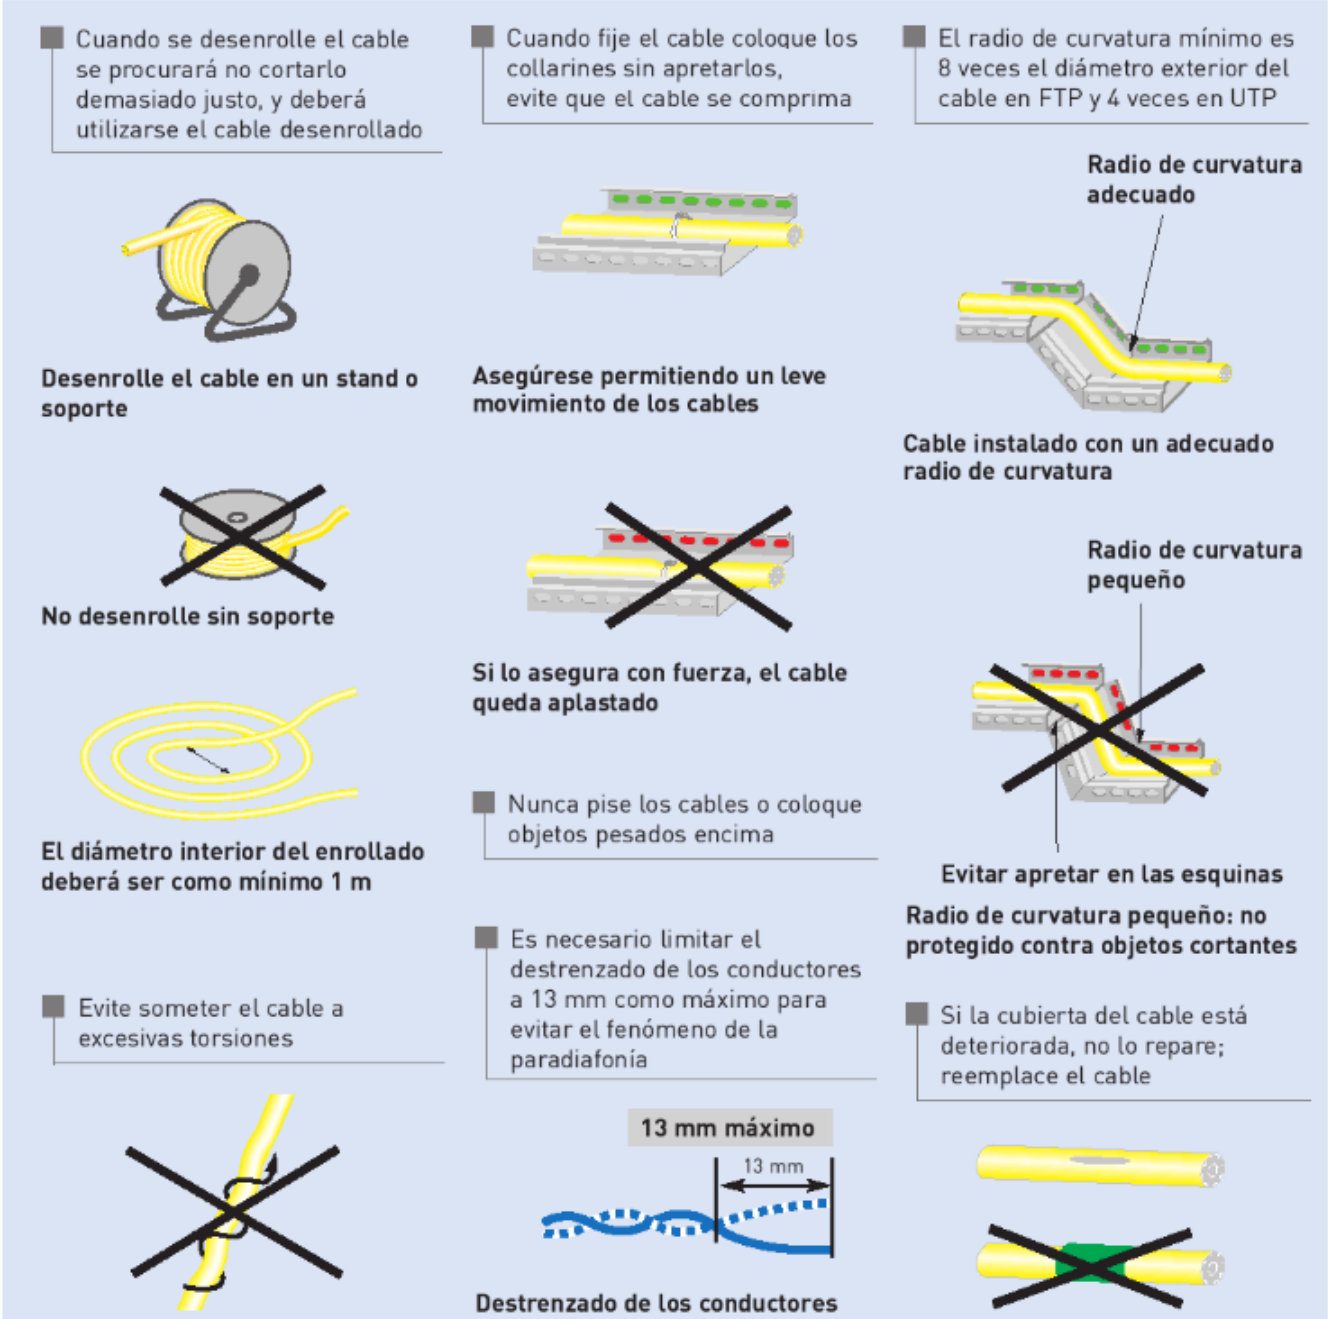 Cuando se desenrolle el cable
se procurará no cortarlo
demasiado justo, y deberá
utilizarse el cable desenrollado
Desenrolle el cable en un stand o
soporte
No desenrolle sin soporte
El diámetro interior del enrollado
deberá ser como mínimo 1 m
Evite someter el cable a
excesivas torsiones
Cuando fije el cable coloque los
collarines sin apretarlos,
evite que el cable se comprima
Asegúrese permitiendo un leve
movimiento de los cables
Si lo asegura con fuerza, el cable
queda aplastado
Nunca pise los cables o coloque
objetos pesados encima
Es necesario limitar el
destrenzado de los conductores
a 13 mm como máximo para
evitar el fenómeno de la
paradiafonía
13 mm máximo
13 mm
Destrenzado de los conductores
El radio de curvatura mínimo es
8 veces el diámetro exterior del
cable en FTP y 4 veces en UTP
Radio de curvatura
adecuado
Cable instalado con un adecuado
radio de curvatura
Radio de curvatura
pequeño
Evitar apretar en las esquinas
Radio de curvatura pequeño: no
protegido contra objetos cortantes
Si la cubierta del cable está
deteriorada, no lo repare;
reemplace el cable